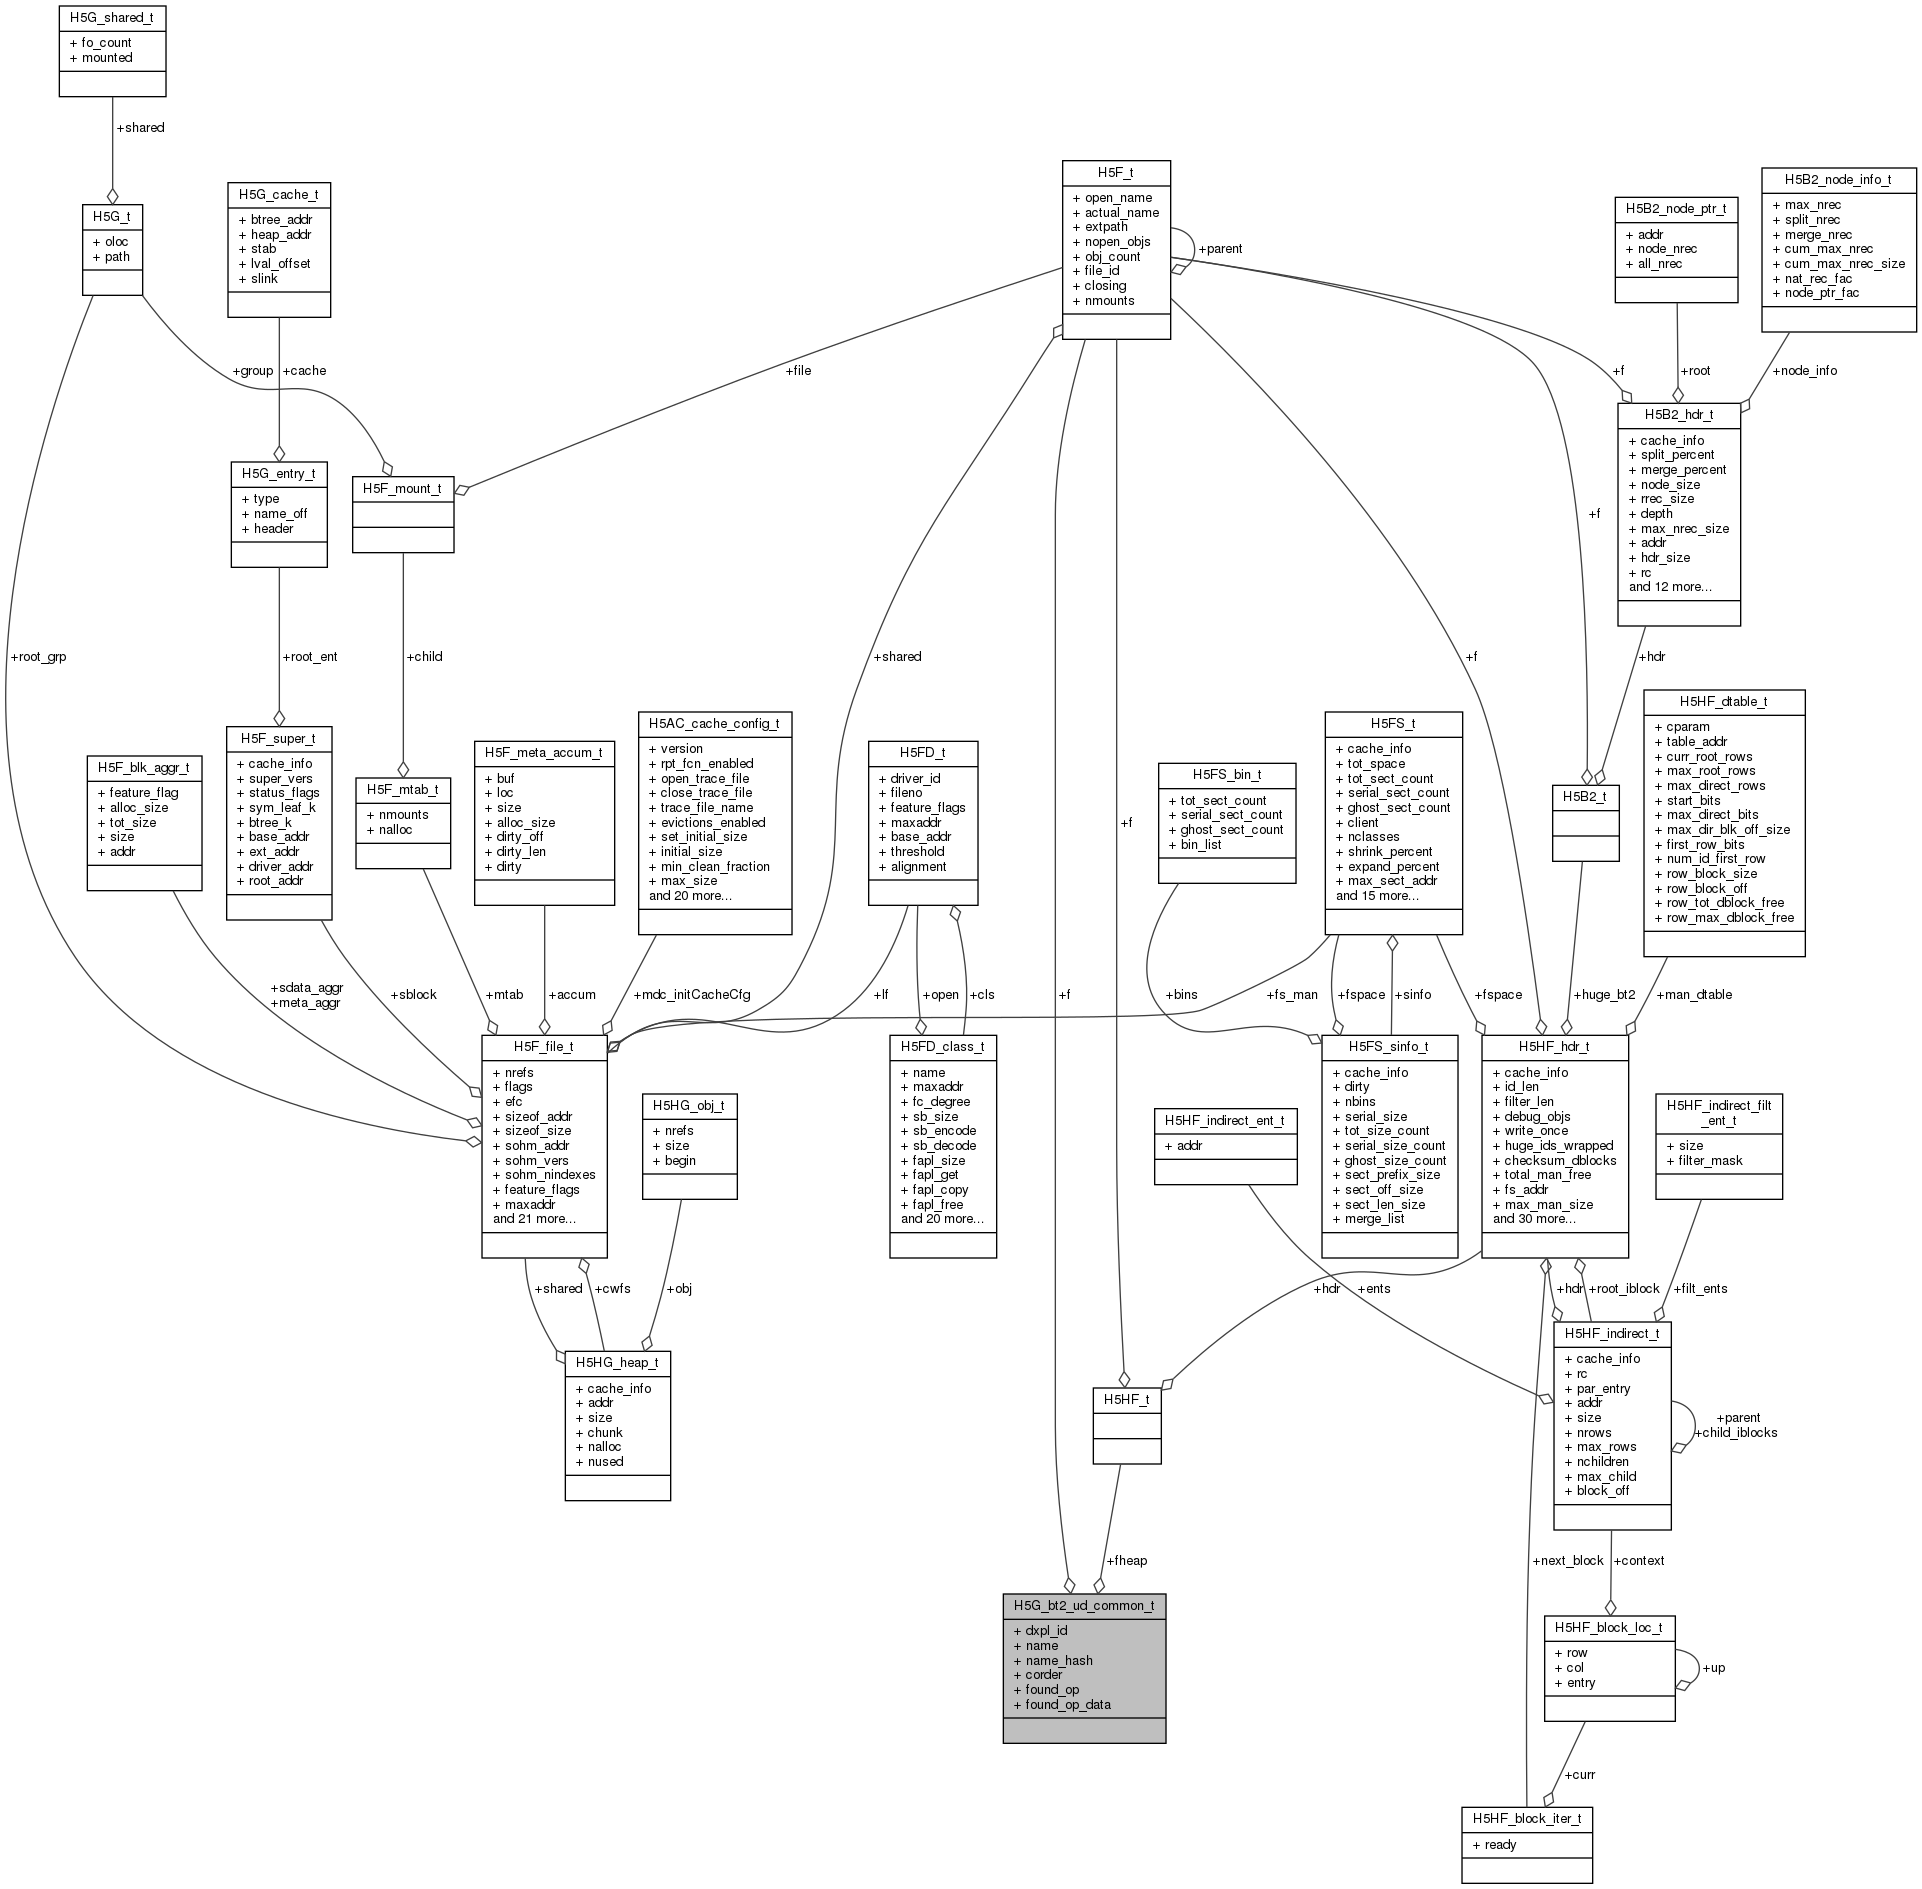 H5G_shared_t
+ fo_count
+ mounted
+shared
H5G_t
+ oloc
+ path
H5G_cache_t
+ btree_addr
+ heap_addr
+ stab
+ lval_offset
+ slink
H5F_t
+ open_name
+ actual_name
+ extpath
+ nopen_objs
+ obj_count
+ file_id
+ closing
+ nmounts
+parent
H5B2_node_ptr_t
+ addr
+ node_nrec
+ all_nrec
H5B2_node_info_t
+ max_nrec
+ split_nrec
+ merge_nrec
+ cum_max_nrec
+ cum_max_nrec_size
+ nat_rec_fac
+ node_ptr_fac
+group
+cache
+file
+f
+root
+node_info
H5G_entry_t
+ type
+ name_off
+ header
H5F_mount_t
+f
H5B2_hdr_t
+ cache_info
+ split_percent
+ merge_percent
+ node_size
+ rrec_size
+ depth
+ max_nrec_size
+ addr
+ hdr_size
+ rc
and 12 more...
+root_grp
+root_ent
+child
+shared
+f
+hdr
H5F_blk_aggr_t
+ feature_flag
+ alloc_size
+ tot_size
+ size
+ addr
H5F_super_t
+ cache_info
+ super_vers
+ status_flags
+ sym_leaf_k
+ btree_k
+ base_addr
+ ext_addr
+ driver_addr
+ root_addr
H5F_mtab_t
+ nmounts
+ nalloc
H5F_meta_accum_t
+ buf
+ loc
+ size
+ alloc_size
+ dirty_off
+ dirty_len
+ dirty
H5AC_cache_config_t
+ version
+ rpt_fcn_enabled
+ open_trace_file
+ close_trace_file
+ trace_file_name
+ evictions_enabled
+ set_initial_size
+ initial_size
+ min_clean_fraction
+ max_size
and 20 more...
H5FD_t
+ driver_id
+ fileno
+ feature_flags
+ maxaddr
+ base_addr
+ threshold
+ alignment
+f
H5FS_bin_t
+ tot_sect_count
+ serial_sect_count
+ ghost_sect_count
+ bin_list
H5FS_t
+ cache_info
+ tot_space
+ tot_sect_count
+ serial_sect_count
+ ghost_sect_count
+ client
+ nclasses
+ shrink_percent
+ expand_percent
+ max_sect_addr
and 15 more...
H5B2_t
H5HF_dtable_t
+ cparam
+ table_addr
+ curr_root_rows
+ max_root_rows
+ max_direct_rows
+ start_bits
+ max_direct_bits
+ max_dir_blk_off_size
+ first_row_bits
+ num_id_first_row
+ row_block_size
+ row_block_off
+ row_tot_dblock_free
+ row_max_dblock_free
+sdata_aggr
+meta_aggr
+sblock
+mtab
+accum
+mdc_initCacheCfg
+lf
+open
+cls
+f
+bins
+fs_man
+fspace
+sinfo
+fspace
+huge_bt2
+man_dtable
H5F_file_t
+ nrefs
+ flags
+ efc
+ sizeof_addr
+ sizeof_size
+ sohm_addr
+ sohm_vers
+ sohm_nindexes
+ feature_flags
+ maxaddr
and 21 more...
H5HG_obj_t
+ nrefs
+ size
+ begin
H5FD_class_t
+ name
+ maxaddr
+ fc_degree
+ sb_size
+ sb_encode
+ sb_decode
+ fapl_size
+ fapl_get
+ fapl_copy
+ fapl_free
and 20 more...
H5HF_indirect_ent_t
+ addr
H5FS_sinfo_t
+ cache_info
+ dirty
+ nbins
+ serial_size
+ tot_size_count
+ serial_size_count
+ ghost_size_count
+ sect_prefix_size
+ sect_off_size
+ sect_len_size
+ merge_list
H5HF_hdr_t
+ cache_info
+ id_len
+ filter_len
+ debug_objs
+ write_once
+ huge_ids_wrapped
+ checksum_dblocks
+ total_man_free
+ fs_addr
+ max_man_size
and 30 more...
H5HF_indirect_filt
_ent_t
+ size
+ filter_mask
+shared
+cwfs
+obj
+hdr
+ents
+hdr
+root_iblock
+filt_ents
H5HG_heap_t
+ cache_info
+ addr
+ size
+ chunk
+ nalloc
+ nused
H5HF_t
H5HF_indirect_t
+ cache_info
+ rc
+ par_entry
+ addr
+ size
+ nrows
+ max_rows
+ nchildren
+ max_child
+ block_off
+parent
+child_iblocks
+fheap
+next_block
+context
H5G_bt2_ud_common_t
+ dxpl_id
+ name
+ name_hash
+ corder
+ found_op
+ found_op_data
H5HF_block_loc_t
+ row
+ col
+ entry
+up
+curr
H5HF_block_iter_t
+ ready